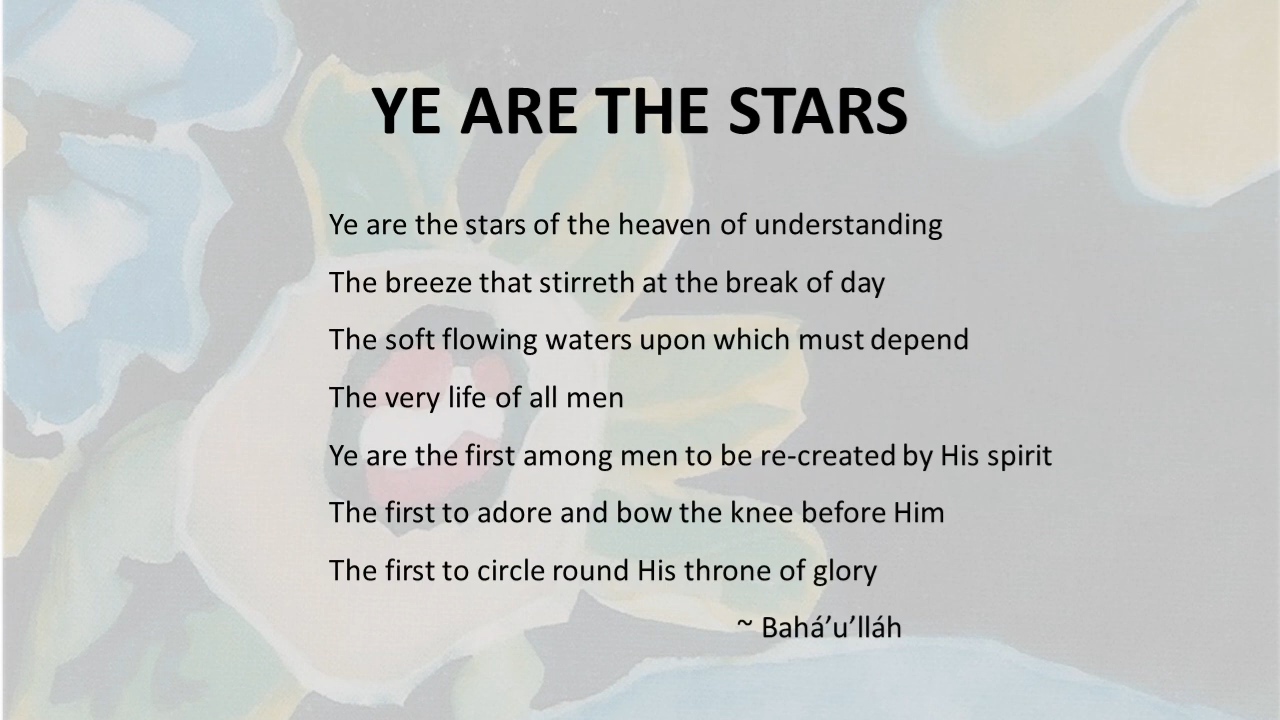 YE ARE THE STARS
Ye are the stars of the heaven of understanding
The breeze that stirreth at the break of day
The soft flowing waters upon which must depend
The very life of all men
Ye are the first among men to be re-created by His spirit
The first to adore and bow the knee before Him
The first to circle round His throne of glory
~ Bahá’u’lláh